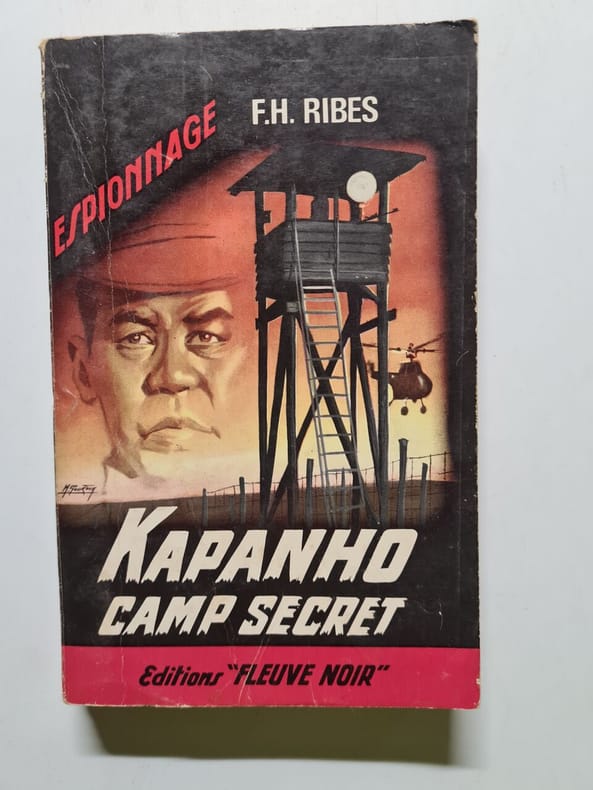 F.H. RIBES
ESPIONNAGE
KAPANHO
CAMP SECRET
Editions "FLEUVE NOIR"